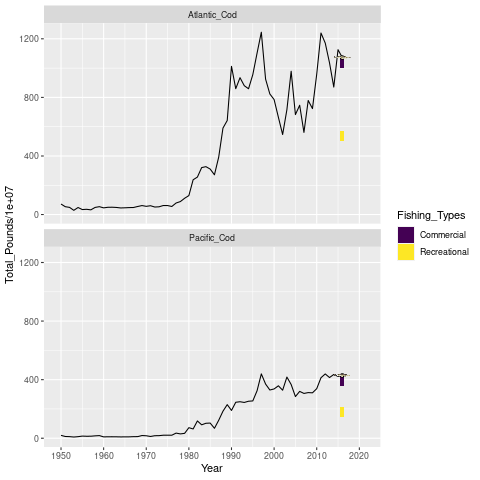 Atlantic_Cod
1200
800
400
0
Pacific_Cod
1200
800
400
0
1950 1960 1970 1980 1990 2000 2010 2020
Year
Total_Pounds/1e+07
Fishing_Types
Commercial
Recreational